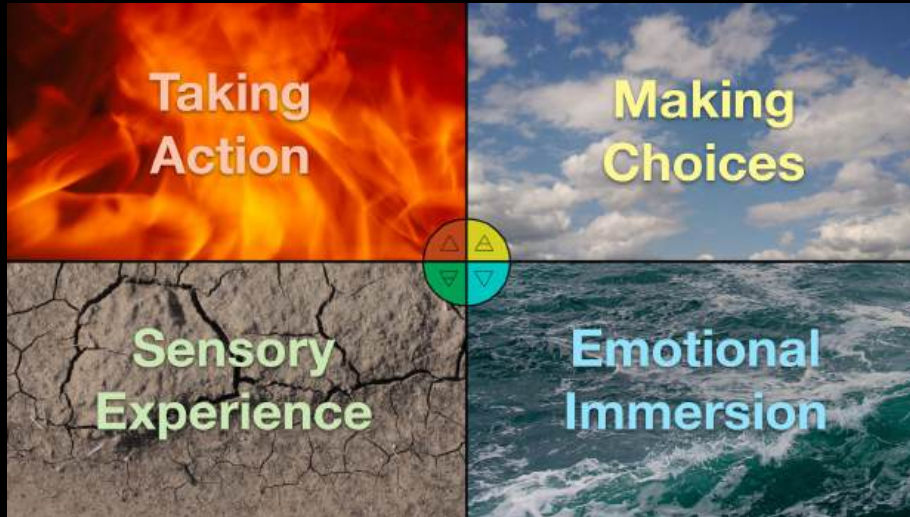 Taking
Action
Making
Choices
Sensory
Experience
Emotional
Immersion